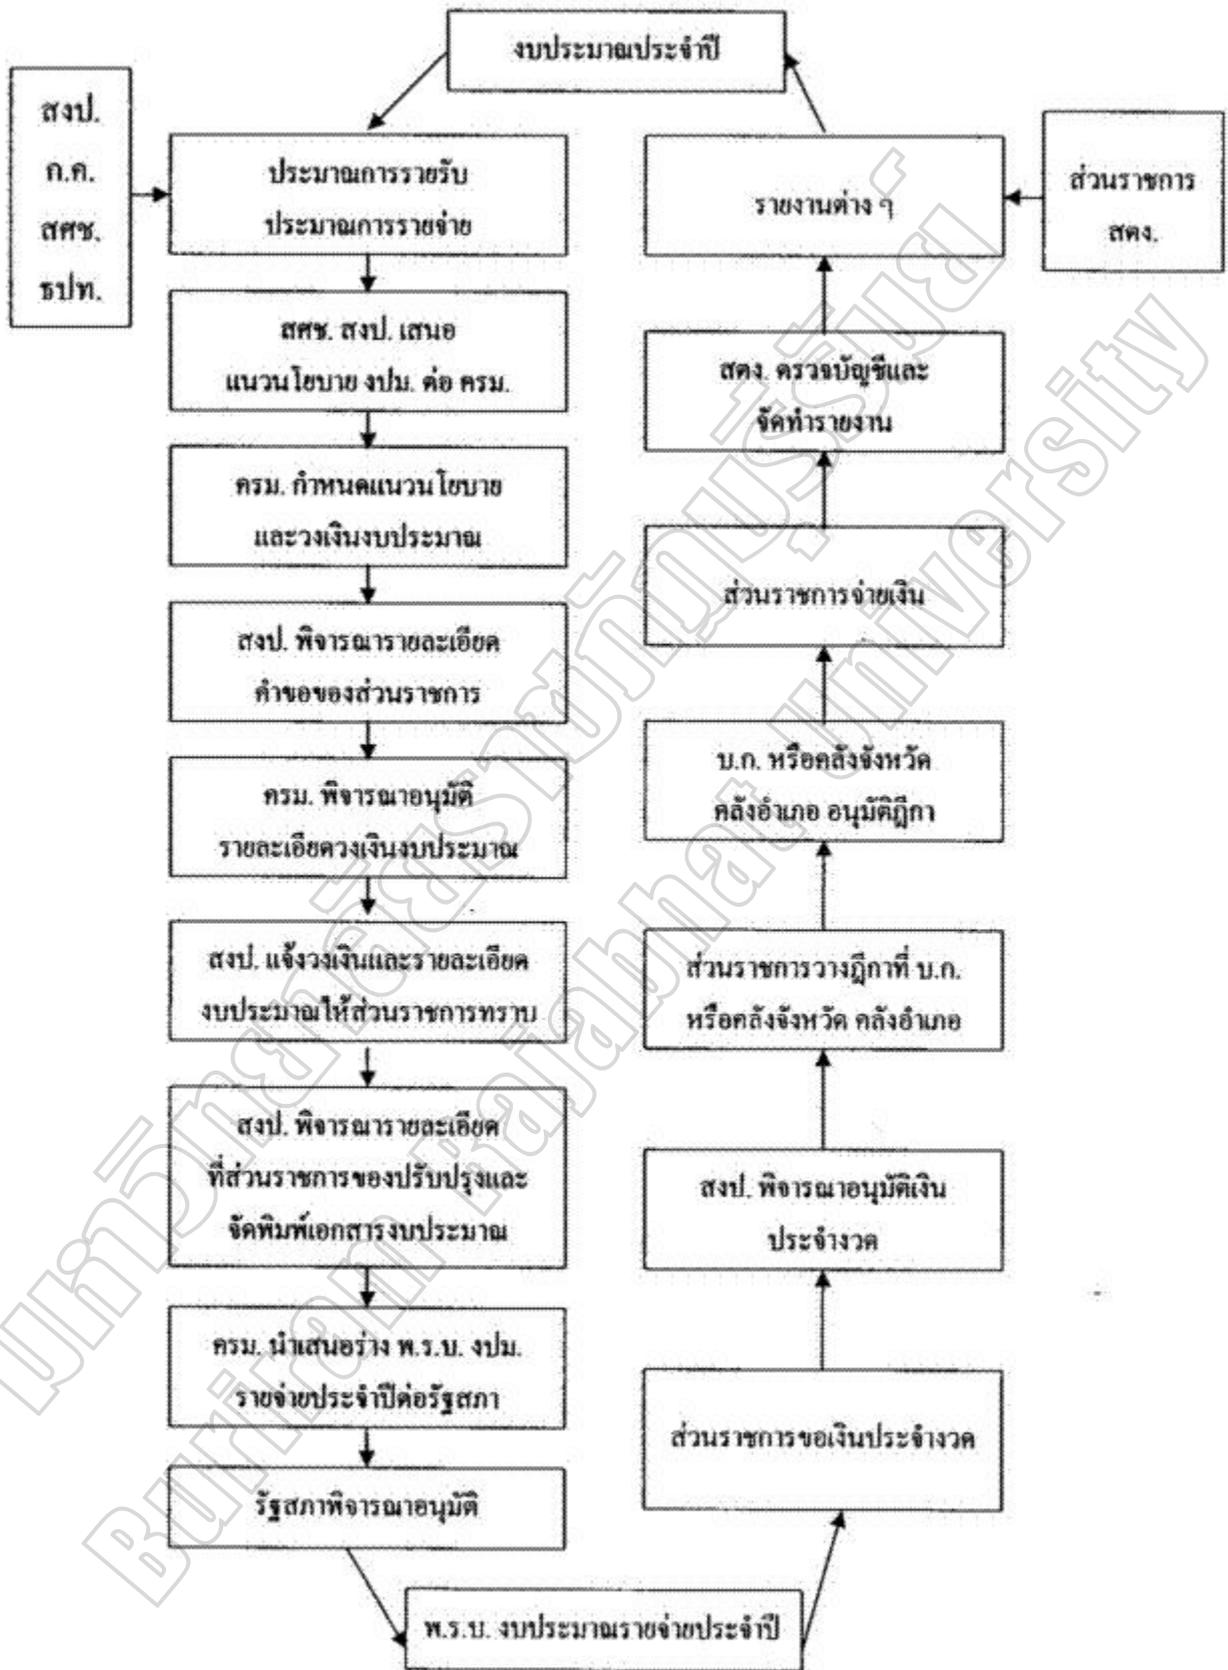 งบประมาณประจำปี
สงป.
ก.ค.
สศช.
ธปท.
ประมาณการรายรับ
ประมาณการรายจ่าย
สศช. สงป. เสนอ
แนวนโยบาย งปม. ต่อ ครม.
ครม. กำหนดแนวนโยบาย
และวงเงินงบประมาณ
สงป. พิจารณารายละเอียด
คำขอของส่วนราชการ
ครม. พิจารณาอนุมัติ
รายละเอียดวงเงินงบประมาณ
สงป. แจ้งวงเงินและรายละเอียด
งบประมาณให้ส่วนราชการทราบ
สงป. พิจารณารายละเอียด
ที่ส่วนราชการของปรับปรุงและ
จัดพิมพ์เอกสารงบประมาณ
ครม. นำเสนอร่าง พ.ร.บ. งปม.
รายจ่ายประจำปีต่อรัฐสภา
รัฐสภาพิจารณาอนุมัติ
พ.ร.บ. งบประมาณรายจ่ายประจำปี
ส่วนราชการขอเงินประจำงวด
สงป. พิจารณาอนุมัติเงิน
ประจำงวด
ส่วนราชการวางฎีกาที่ บ.ก.
หรือคลังจังหวัด คลังอำเภอ
บ.ก. หรือคลังจังหวัด
คลังอำเภอ อนุมัติฎีกา
ส่วนราชการจ่ายเงิน
สตง. ตรวจบัญชีและ
จัดทำรายงาน
รายงานต่าง ๆ
ส่วนราชการ
สตง.
มหาวิทยาลัยราชภัฏบุรีรัมย์
Buriram Rajabhat University